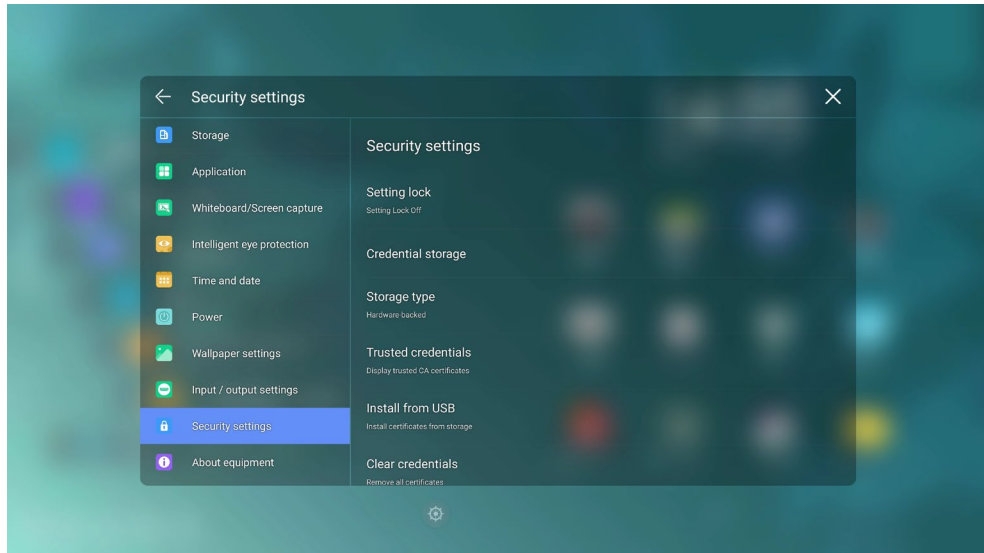 Security settings
Storage
Application
Whiteboard/Screen capture
Intelligent eye protection
Time and date
Power
Wallpaper settings
Input / output settings
Security settings
About equipment
Security settings
Setting lock
Setting Lock Off
Credential storage
Storage type
Hardware-backed
Trusted credentials
Display trusted CA certificates
Install from USB
Install certificates from storage
Clear credentials
Remove all certificates